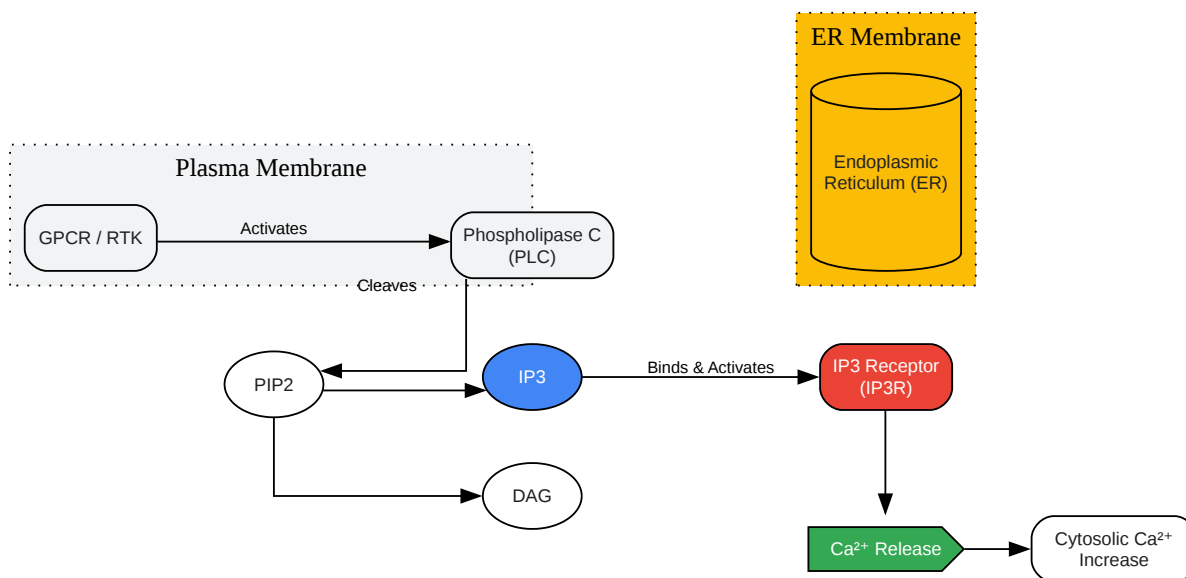 ER Membrane
Endoplasmic
Reticulum (ER)
Plasma Membrane
GPCR / RTK
Activates
Phospholipase C
(PLC)
Cleaves
PIP2
IP3
Binds & Activates
IP3 Receptor
(IP3R)
DAG
Ca²⁺ Release
Cytosolic Ca²⁺
Increase